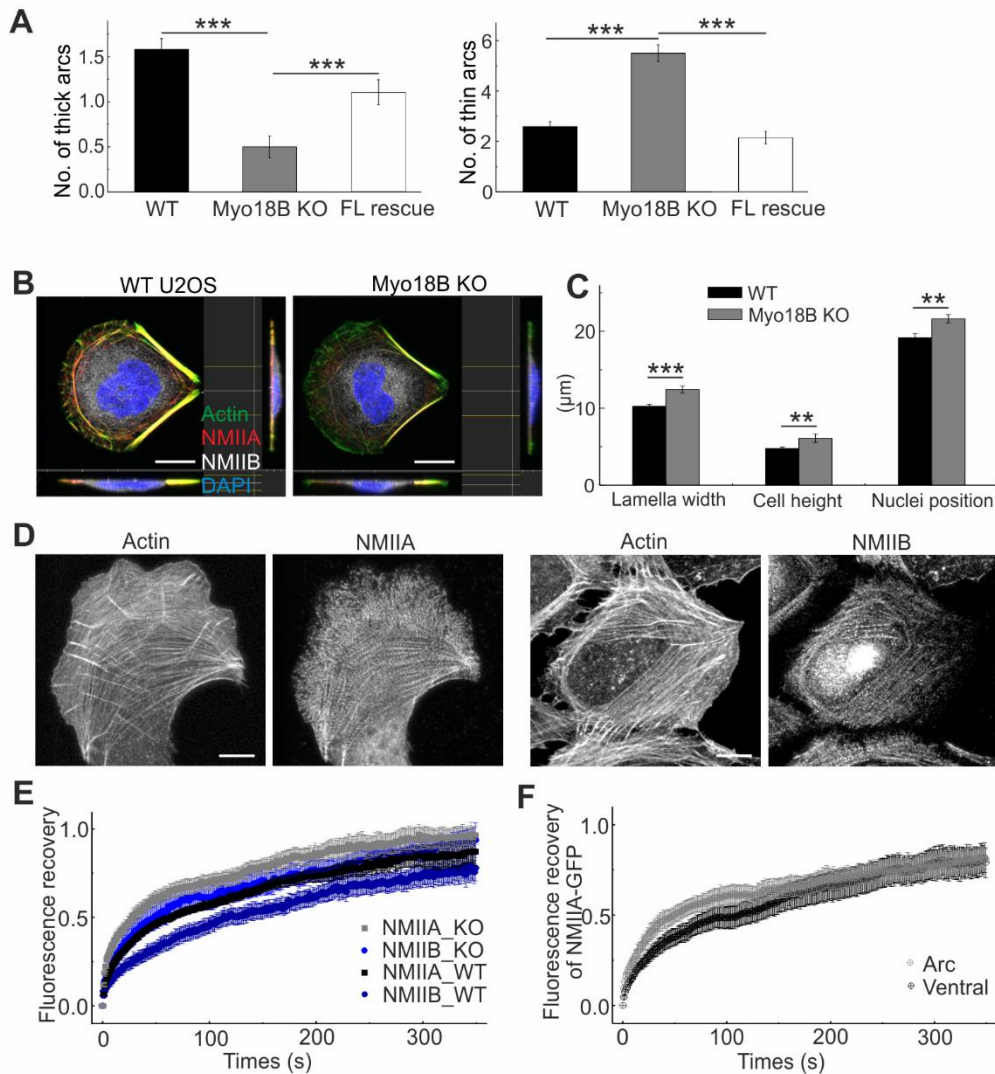 A
No. of thick arcs
1.5
1.0
0.5
0.0
***
***
WT
Myo18B KO
FL rescue
No. of thin arcs
6
4
2
0
***
***
WT
Myo18B KO
FL rescue
B
WT U2OS
Myo18B KO
Actin
NMIIA
NMIIB
DAPI
C
WT
Myo18B KO
(µm)
20
10
0
***
**
**
Lamella width
Cell height
Nuclei position
D
Actin
NMIIA
Actin
NMIIB
E
Fluorescence recovery
1.0
0.5
0.0
NMIIA_KO
NMIIB_KO
NMIIA_WT
NMIIB_WT
0
100
200
300
Times (s)
F
Fluorescence recovery
of NMIIA-GFP
1.0
0.5
0.0
Arc
Ventral
0
100
200
300
Times (s)